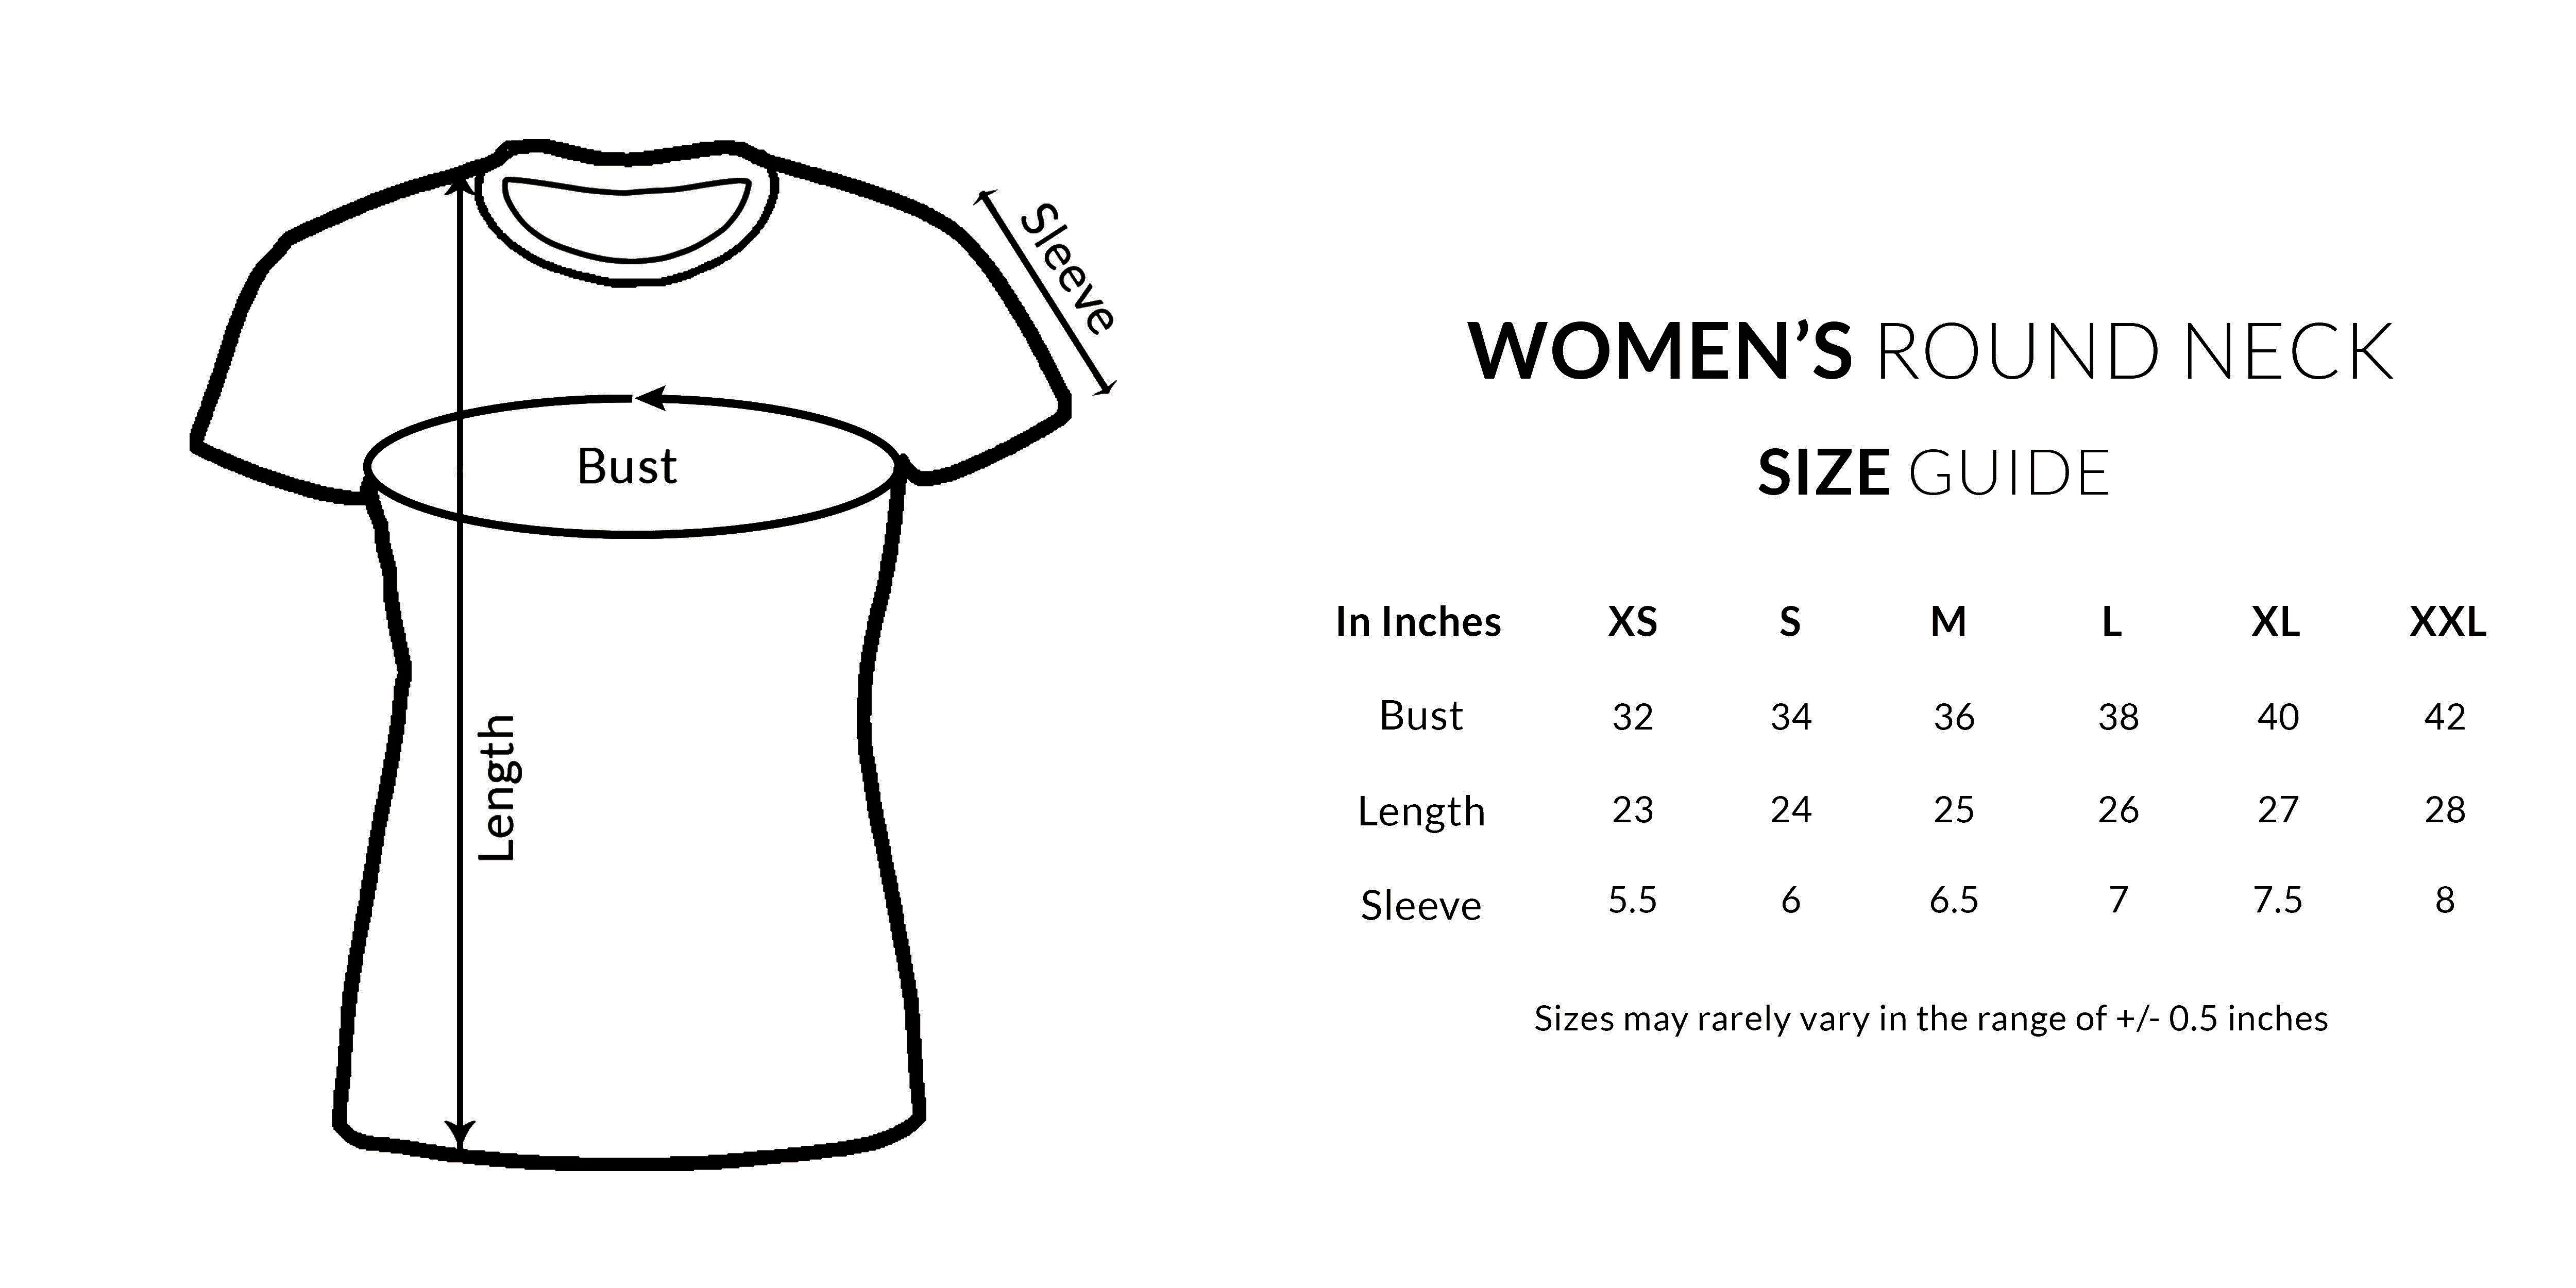 Sleeve
Bust
Length
WOMEN’S ROUND NECK
SIZE GUIDE
In Inches XS S M L XL XXL
Bust 32 34 36 38 40 42
Length 23 24 25 26 27 28
Sleeve 5.5 6 6.5 7 7.5 8
Sizes may rarely vary in the range of +/- 0.5 inches